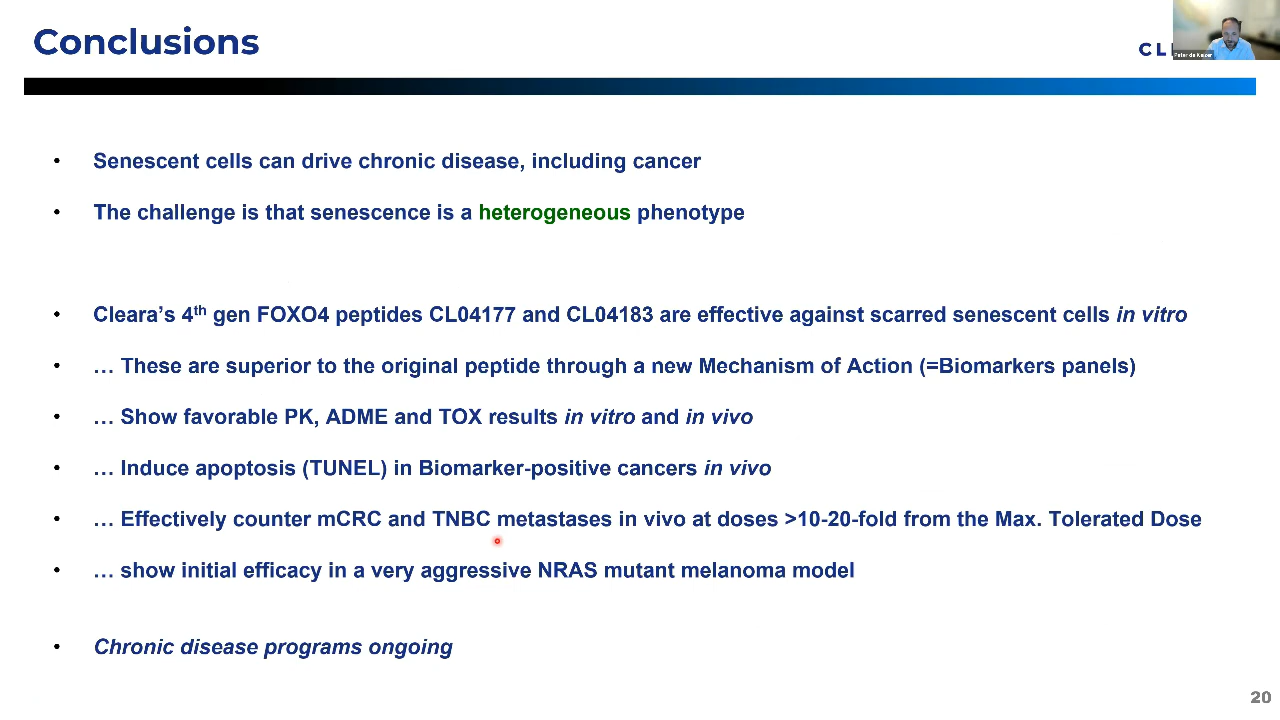 Conclusions
CL
Peter de Keizer
• Senescent cells can drive chronic disease, including cancer
• The challenge is that senescence is a heterogeneous phenotype
• Cleara’s 4th gen FOXO4 peptides CL04177 and CL04183 are effective against scarred senescent cells in vitro
• … These are superior to the original peptide through a new Mechanism of Action (=Biomarkers panels)
• … Show favorable PK, ADME and TOX results in vitro and in vivo
• … Induce apoptosis (TUNEL) in Biomarker-positive cancers in vivo
• … Effectively counter mCRC and TNBC metastases in vivo at doses >10-20-fold from the Max. Tolerated Dose
• … show initial efficacy in a very aggressive NRAS mutant melanoma model
• Chronic disease programs ongoing
20